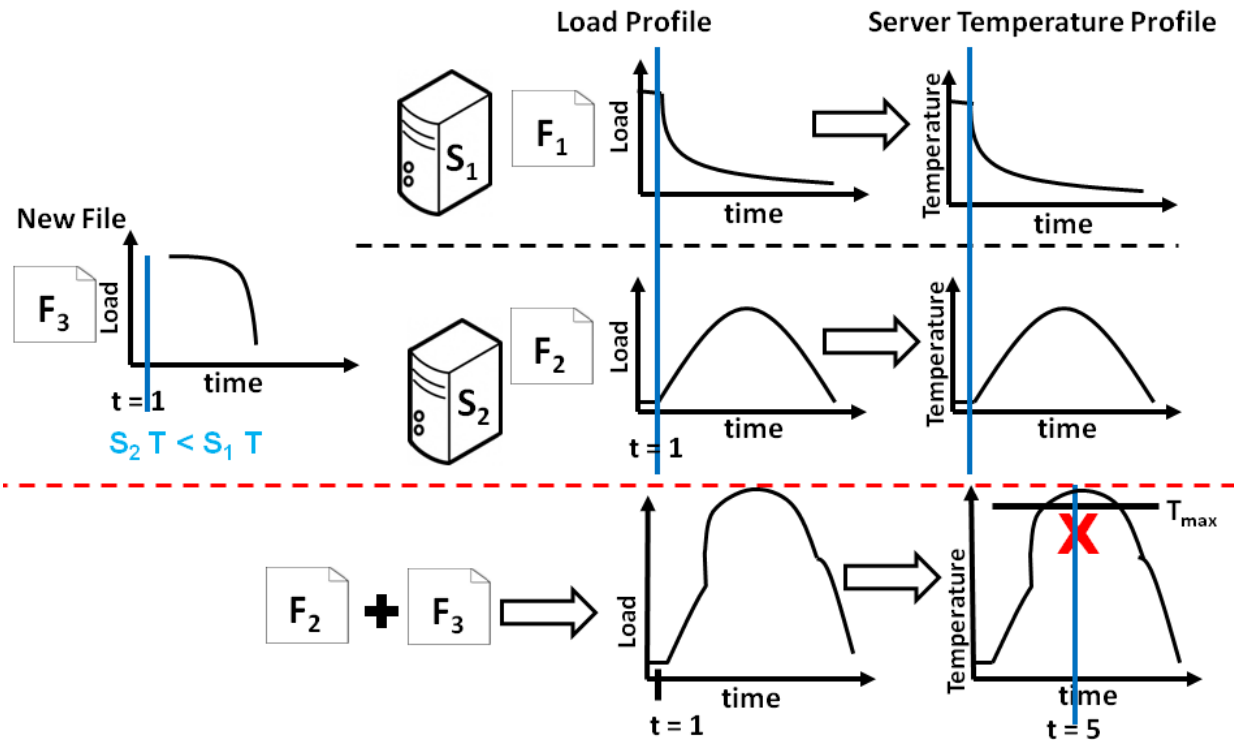 Load Profile
Server Temperature Profile
S1
F1
Load
time
Temperature
time
New File
F3
Load
time
t = 1
S2 T < S1 T
S2
F2
Load
time
t = 1
Temperature
time
F2
+
F3
Load
time
t = 1
Temperature
Tmax
X
time
t = 5